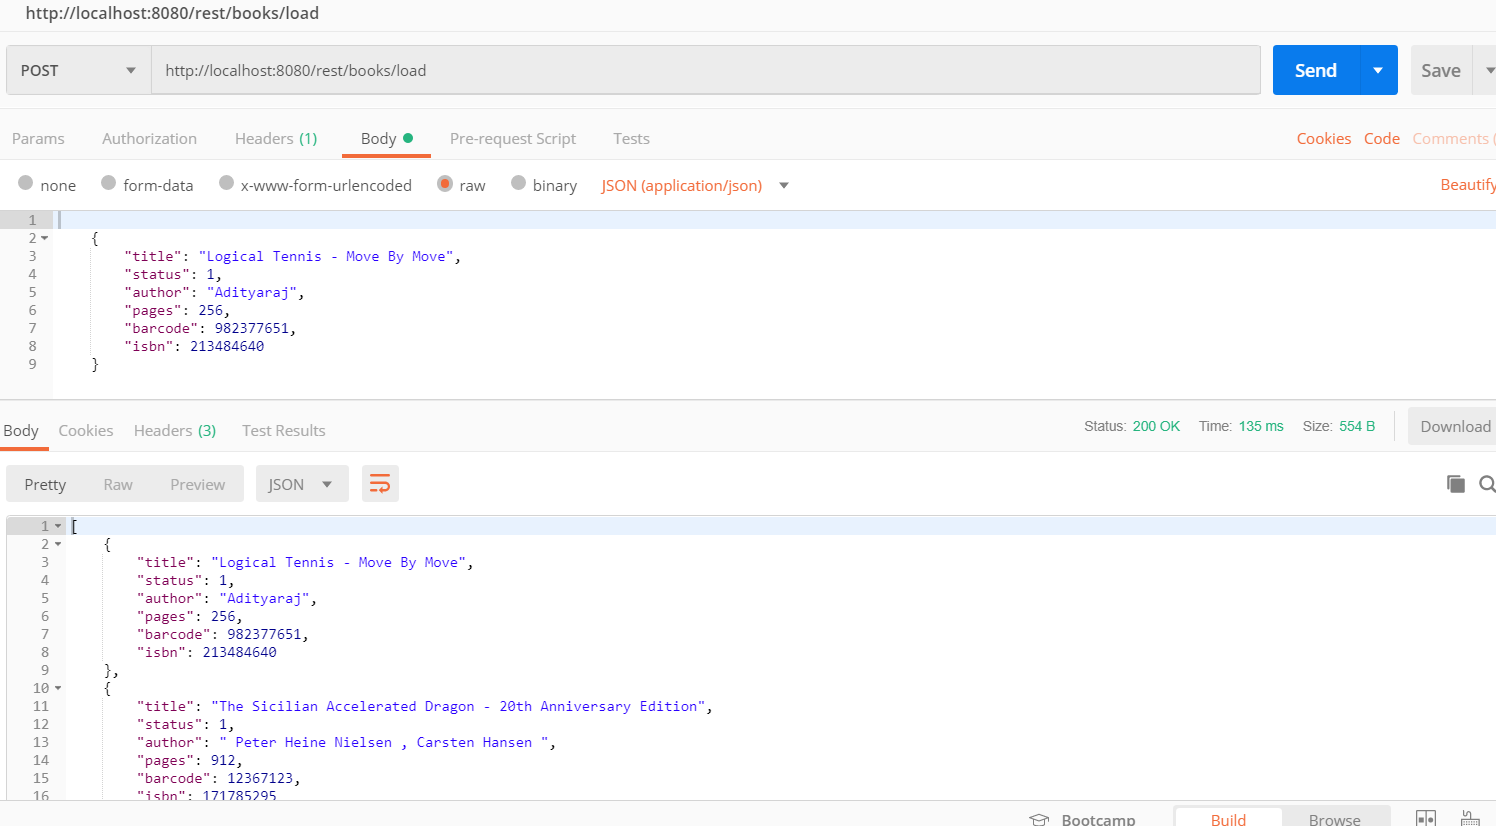 http://localhost:8080/rest/books/load
POST http://localhost:8080/rest/books/load Send Save
Params Authorization Headers (1) Body Pre-request Script Tests Cookies Code Comments (
none form-data x-www-form-urlencoded raw binary JSON (application/json) Beautify
1
2 {
3 "title": "Logical Tennis - Move By Move",
4 "status": 1,
5 "author": "Adityaraj",
6 "pages": 256,
7 "barcode": 982377651,
8 "isbn": 213484640
9 }
Body Cookies Headers (3) Test Results Status: 200 OK Time: 135 ms Size: 554 B Download
Pretty Raw Preview JSON
1 [
2 {
3 "title": "Logical Tennis - Move By Move",
4 "status": 1,
5 "author": "Adityaraj",
6 "pages": 256,
7 "barcode": 982377651,
8 "isbn": 213484640
9 },
10 {
11 "title": "The Sicilian Accelerated Dragon - 20th Anniversary Edition",
12 "status": 1,
13 "author": " Peter Heine Nielsen , Carsten Hansen ",
14 "pages": 912,
15 "barcode": 12367123,
16 "isbn": 171785295
Bootcamp Build Browse